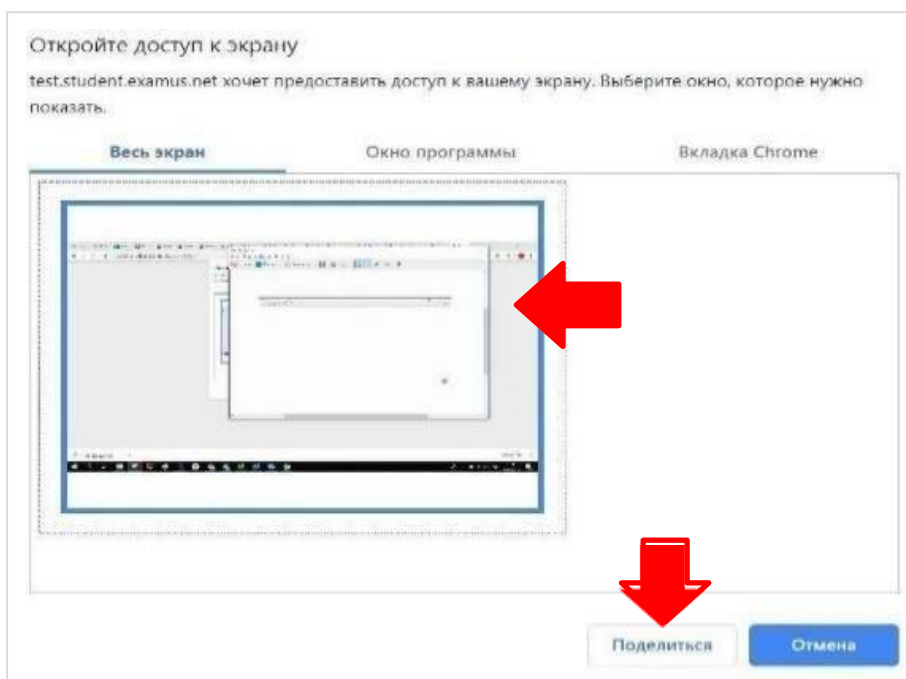 Откройте доступ к экрану
test.student.examus.net хочет предоставить доступ к вашему экрану. Выберите окно, которое нужно
показать.
Весь экран Окно программы Вкладка Chrome
Поделиться Отмена